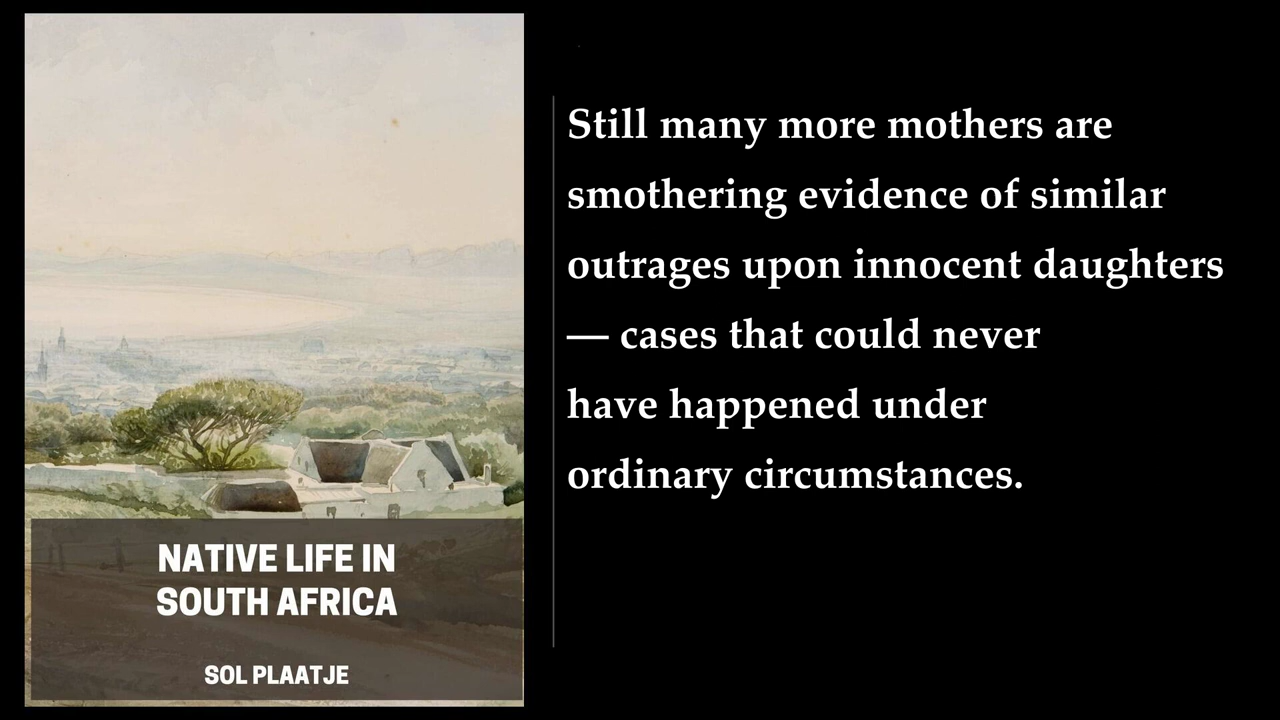 NATIVE LIFE IN
SOUTH AFRICA
SOL PLAATJE
Still many more mothers are
smothering evidence of similar
outrages upon innocent daughters
— cases that could never
have happened under
ordinary circumstances.